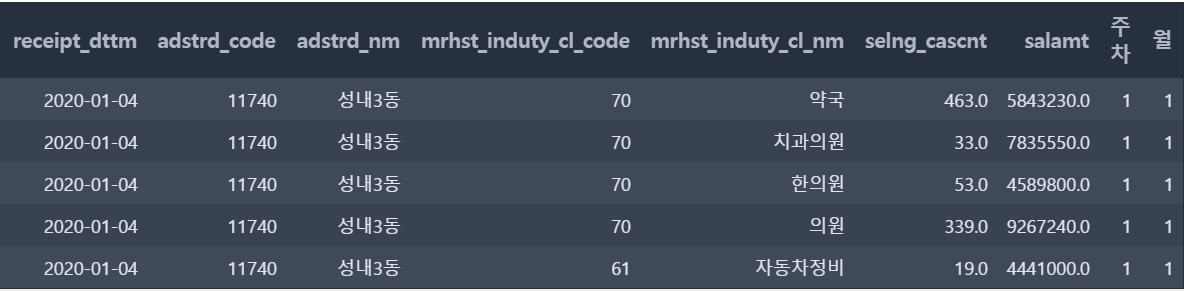 receipt_dttm adstrd_code adstrd_nm mrhst_induty_cl_code mrhst_induty_cl_nm selng_cascnt salamt 주차 월
2020-01-04 11740 성내3동 70 약국 463.0 5843230.0 1 1
2020-01-04 11740 성내3동 70 치과의원 33.0 7835550.0 1 1
2020-01-04 11740 성내3동 70 한의원 53.0 4589800.0 1 1
2020-01-04 11740 성내3동 70 의원 339.0 9267240.0 1 1
2020-01-04 11740 성내3동 61 자동차정비 19.0 4441000.0 1 1